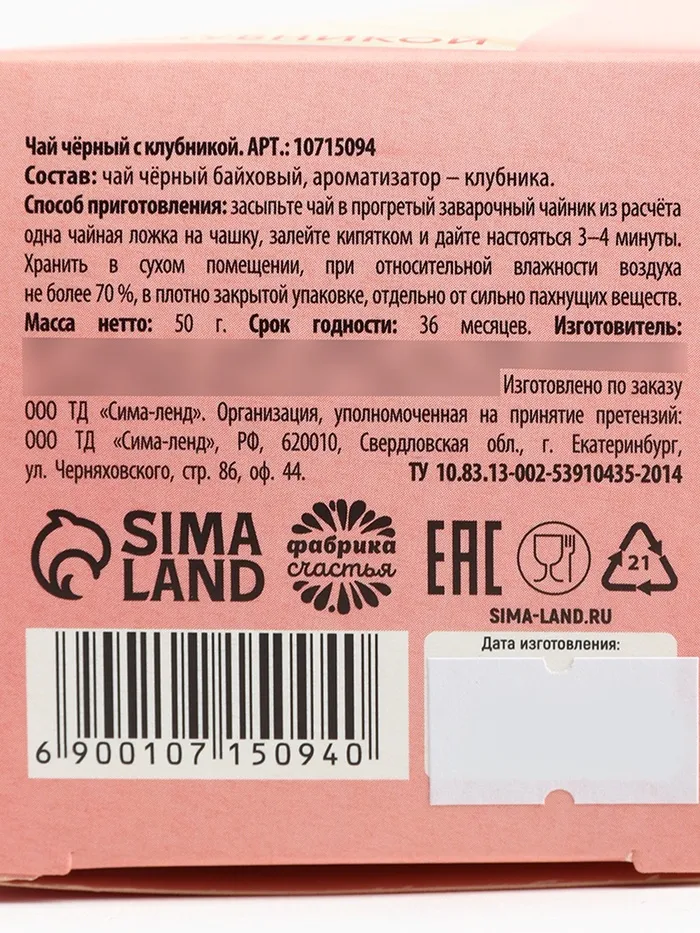 Чай чёрный с клубникой. АРТ.: 10715094
Состав: чай чёрный байховый, ароматизатор – клубника.
Способ приготовления: засыпьте чай в прогретый заварочный чайник из расчёта
одна чайная ложка на чашку, залейте кипятком и дайте настояться 3–4 минуты.
Хранить в сухом помещении, при относительной влажности воздуха
не более 70 %, в плотно закрытой упаковке, отдельно от сильно пахнущих веществ.
Масса нетто: 50 г. Срок годности: 36 месяцев. Изготовитель:
Изготовлено по заказу
ООО ТД «Сима-ленд». Организация, уполномоченная на принятие претензий:
ООО ТД «Сима-ленд», РФ, 620010, Свердловская обл., г. Екатеринбург,
ул. Черняховского, стр. 86, оф. 44. ТУ 10.83.13-002-53910435-2014
SIMA
LAND
фабрика
счастья
EAC
21
SIMA-LAND.RU
Дата изготовления:
6 900107 150940